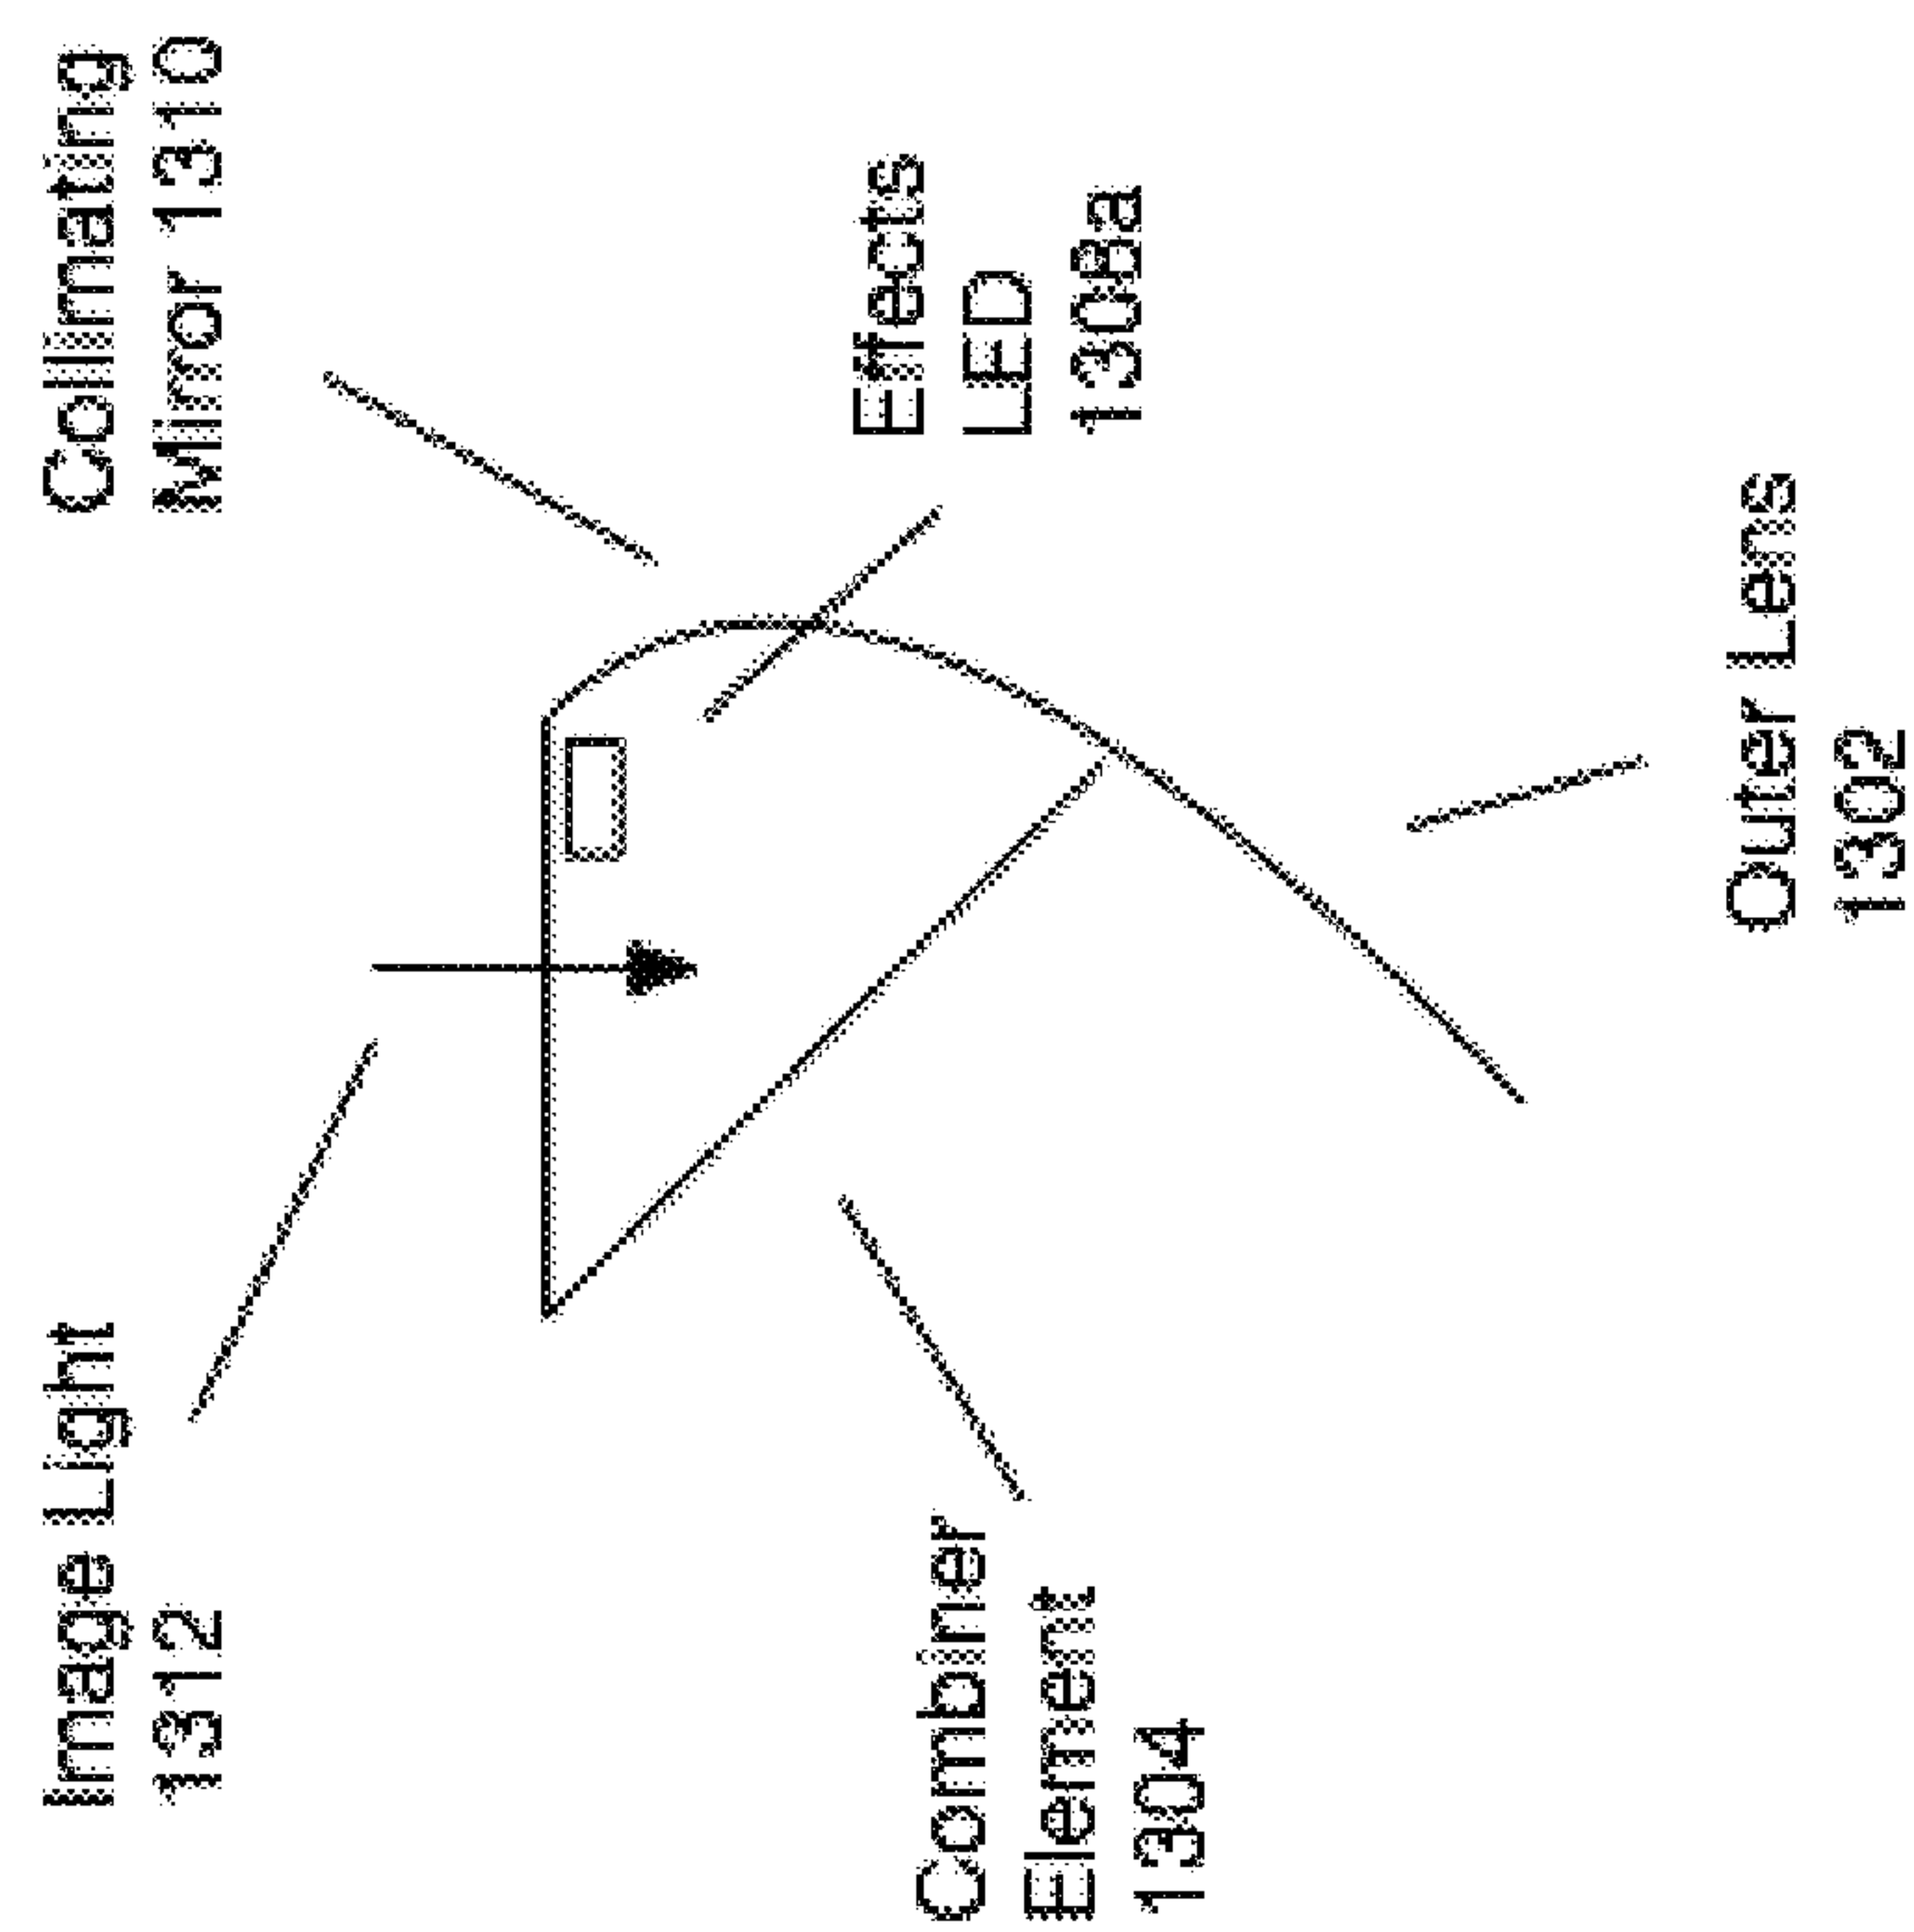 Image Light
1312
Collimating
Mirror 1310
Effects
LED
1308a
Combiner
Element
1304
Outer Lens
1302